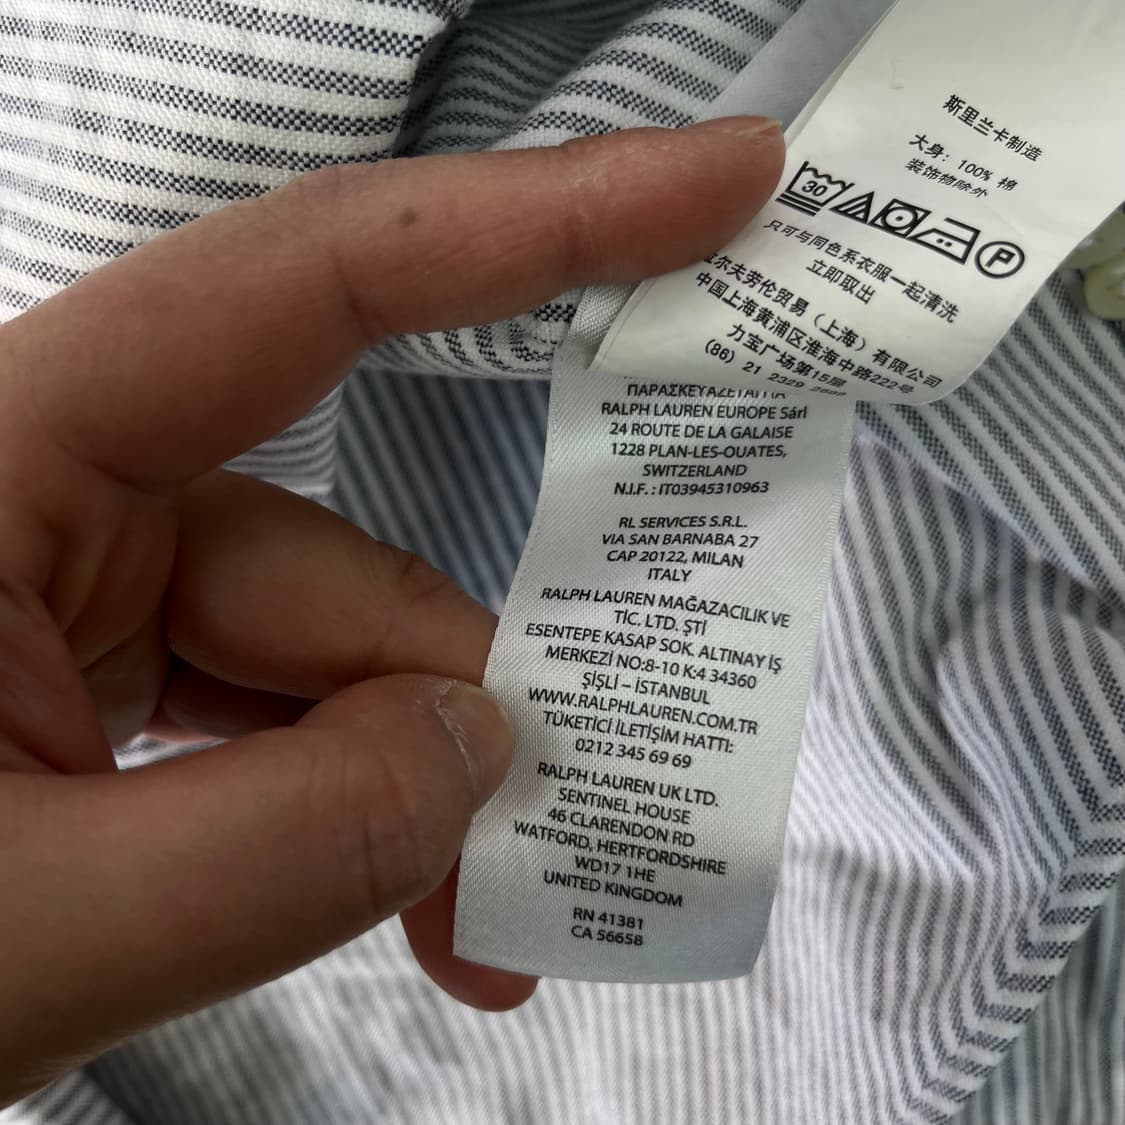 斯里兰卡制造
大身: 100% 棉
装饰物除外
30
P
只可与同色系衣服一起清洗
立即取出
尔夫劳伦贸易（上海）有限公司
中国上海黄浦区淮海中路222号
力宝广场第15层
(86) 21 2329
RALPH LAUREN EUROPE Sárl
24 ROUTE DE LA GALAISE
1228 PLAN-LES-OUATES,
SWITZERLAND
N.I.F. : IT03945310963
RL SERVICES S.R.L.
VIA SAN BARNABA 27
CAP 20122, MILAN
ITALY
RALPH LAUREN MAĞAZACILIK VE
TİC. LTD. ŞTİ
ESENTEPE KASAP SOK. ALTINAY İŞ
MERKEZİ NO:8-10 K:4 34360
ŞİŞLİ – İSTANBUL
WWW.RALPHLAUREN.COM.TR
TÜKETİCİ İLETİŞİM HATTI:
0212 345 69 69
RALPH LAUREN UK LTD.
SENTINEL HOUSE
46 CLARENDON RD
WATFORD, HERTFORDSHIRE
WD17 1HE
UNITED KINGDOM
RN 41381
CA 56658